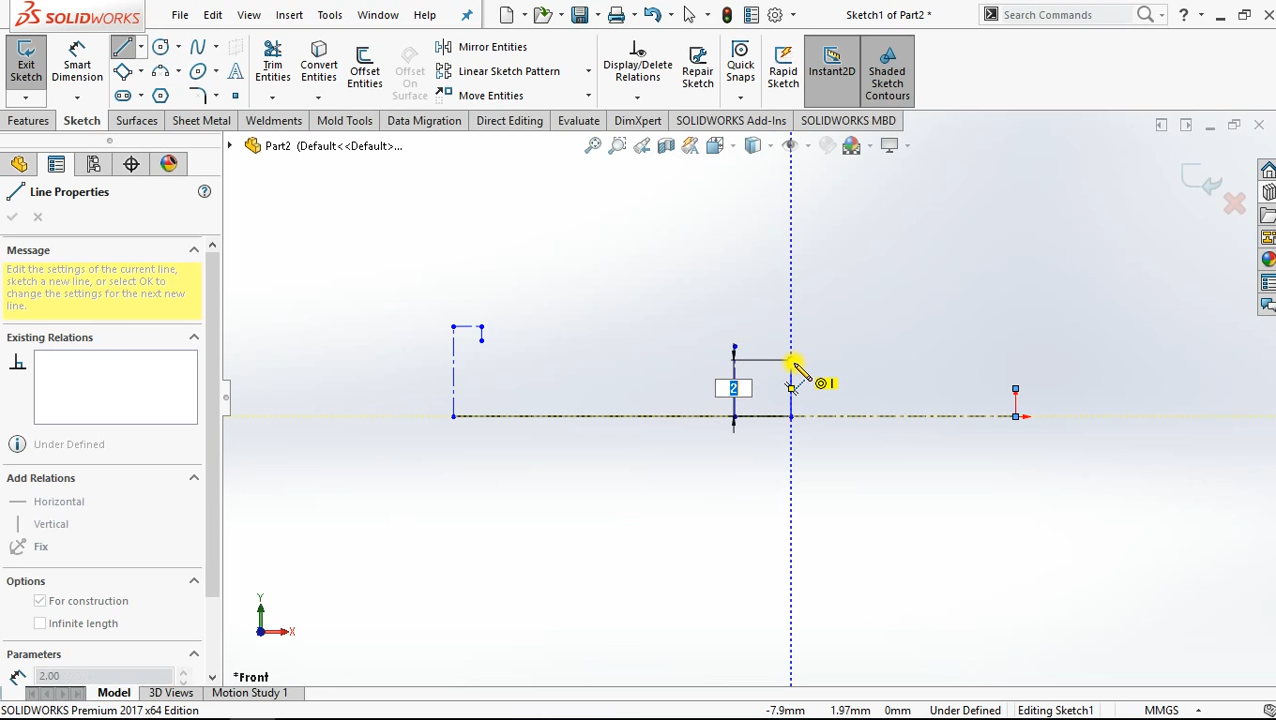 SOLIDWORKS File Edit View Insert Tools Window Help Sketch1 of Part2 * Search Commands ?
Exit Sketch
Smart Dimension
Trim Entities
Convert Entities
Offset Entities
Offset On Surface
Mirror Entities
Linear Sketch Pattern
Move Entities
Display/Delete Relations
Repair Sketch
Quick Snaps
Rapid Sketch
Instant2D
Shaded Sketch Contours
Features Sketch Surfaces Sheet Metal Weldments Mold Tools Data Migration Direct Editing Evaluate DimXpert SOLIDWORKS Add-Ins SOLIDWORKS MBD
Part2 (Default<<Default>...
Line Properties
Message
Edit the settings of the current line,
sketch a new line, or select OK to
change the settings for the next new
line.
Existing Relations
Under Defined
Add Relations
Horizontal
Vertical
Fix
Options
For construction
Infinite length
Parameters
2.00
2
Y
X
*Front
Model 3D Views Motion Study 1
SOLIDWORKS Premium 2017 x64 Edition -7.9mm 1.97mm 0mm Under Defined Editing Sketch1 MMGS